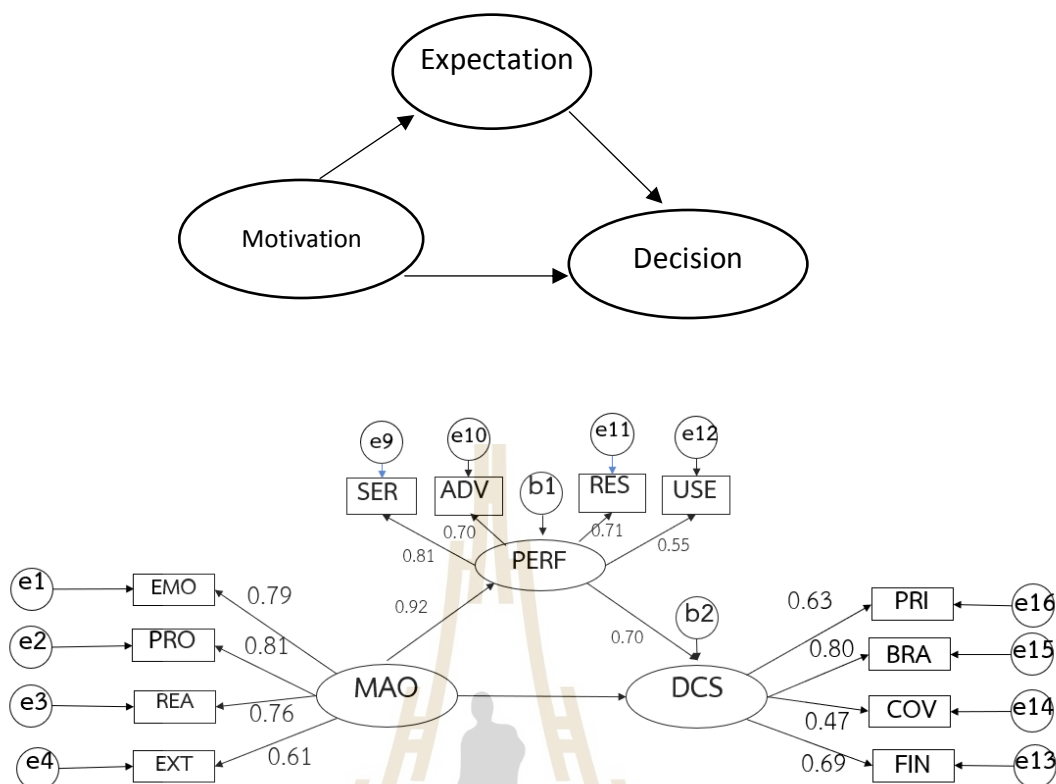 Expectation
Motivation
Decision
e9
e10
e11
e12
SER
ADV
b1
RES
USE
0.70
0.71
0.81
PERF
0.55
e1
EMO
0.79
0.92
0.63
PRI
e16
b2
0.70
e2
PRO
0.81
0.80
BRA
e15
MAO
DCS
e3
REA
0.76
0.47
COV
e14
e4
EXT
0.61
0.69
FIN
e13